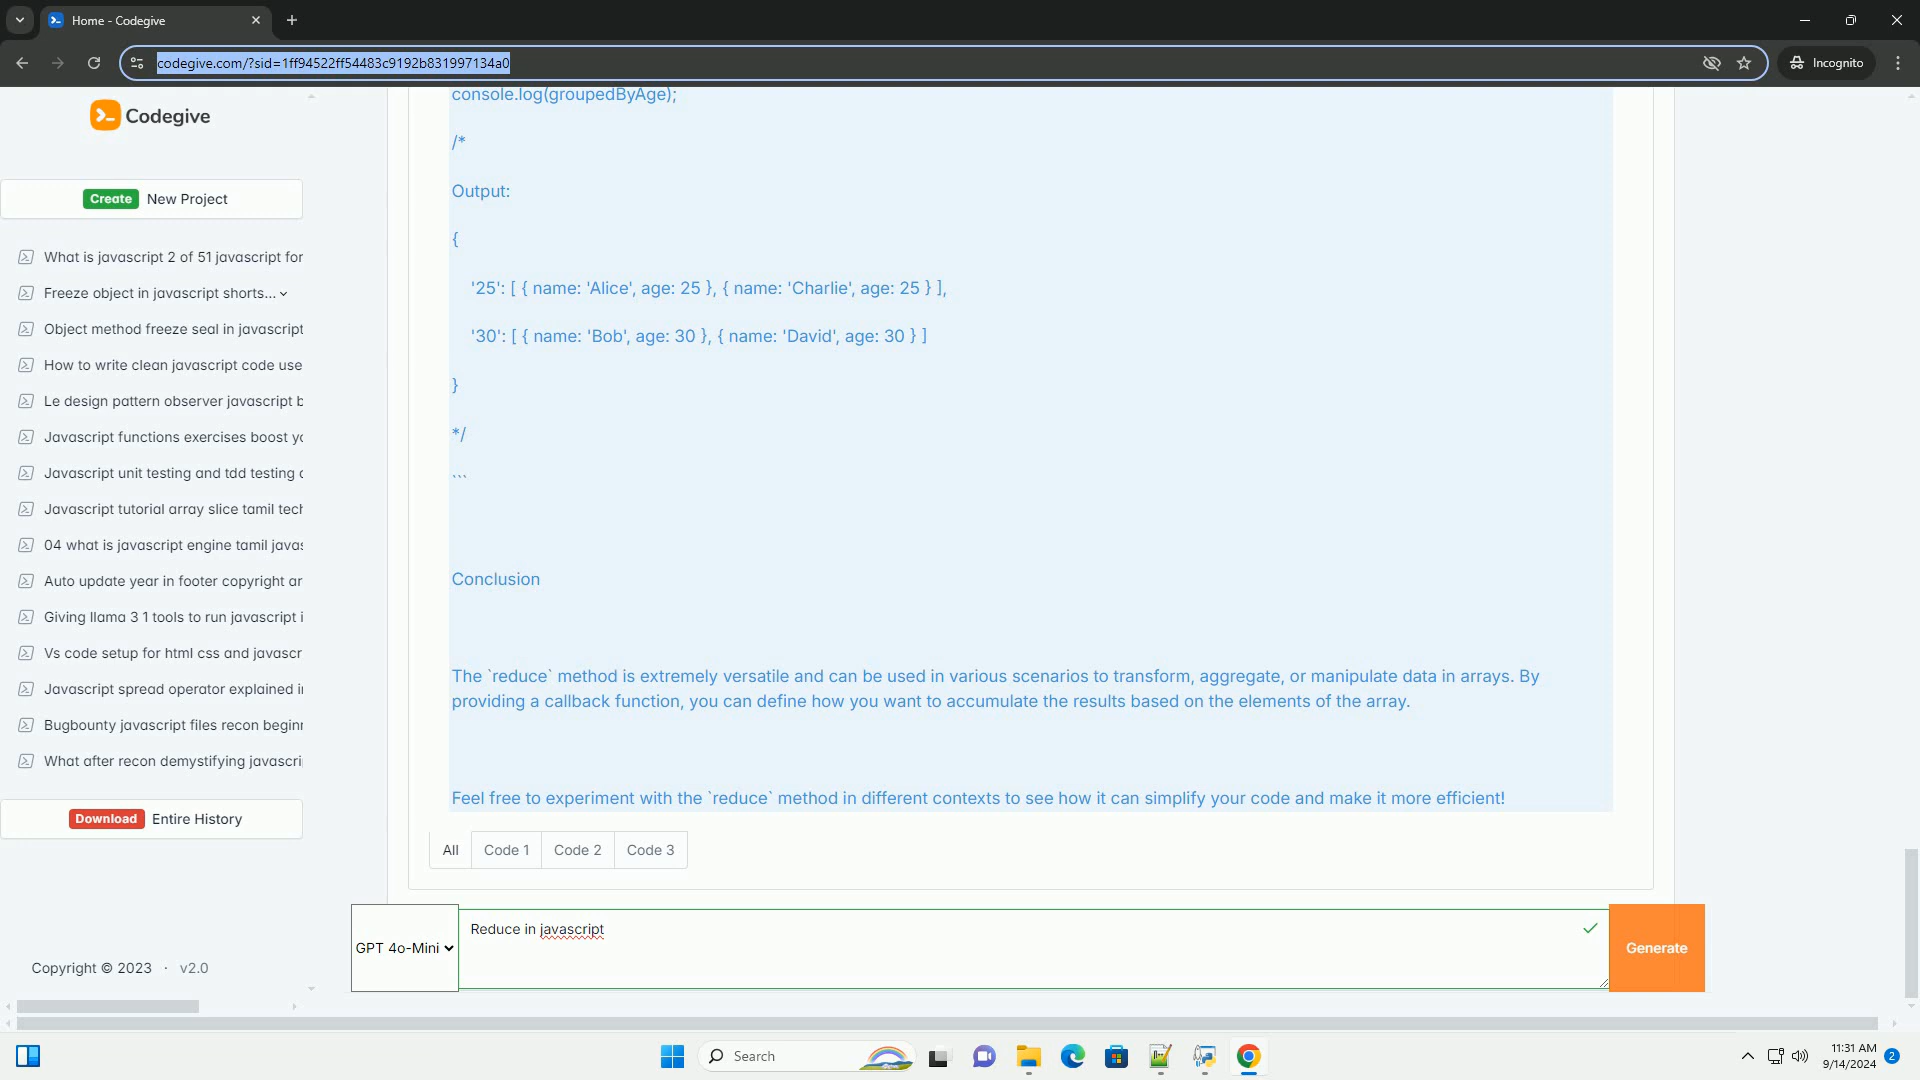 Home - Codegive
codegive.com/?sid=1ff94522ff54483c9192b831997134a0
Incognito
Codegive
Create New Project
What is javascript 2 of 51 javascript for
Freeze object in javascript shorts...
Object method freeze seal in javascript
How to write clean javascript code use
Le design pattern observer javascript b
Javascript functions exercises boost yo
Javascript unit testing and tdd testing c
Javascript tutorial array slice tamil tech
04 what is javascript engine tamil javas
Auto update year in footer copyright ar
Giving llama 3 1 tools to run javascript i
Vs code setup for html css and javascr
Javascript spread operator explained in
Bugbounty javascript files recon beginn
What after recon demystifying javascri
Download Entire History
Copyright © 2023 · v2.0
console.log(groupedByAge);
/*
Output:
{
'25': [ { name: 'Alice', age: 25 }, { name: 'Charlie', age: 25 } ],
'30': [ { name: 'Bob', age: 30 }, { name: 'David', age: 30 } ]
}
*/
```
Conclusion
The `reduce` method is extremely versatile and can be used in various scenarios to transform, aggregate, or manipulate data in arrays. By
providing a callback function, you can define how you want to accumulate the results based on the elements of the array.
Feel free to experiment with the `reduce` method in different contexts to see how it can simplify your code and make it more efficient!
All Code 1 Code 2 Code 3
GPT 4o-Mini
Reduce in javascript
Generate
Search
11:31 AM
9/14/2024
2